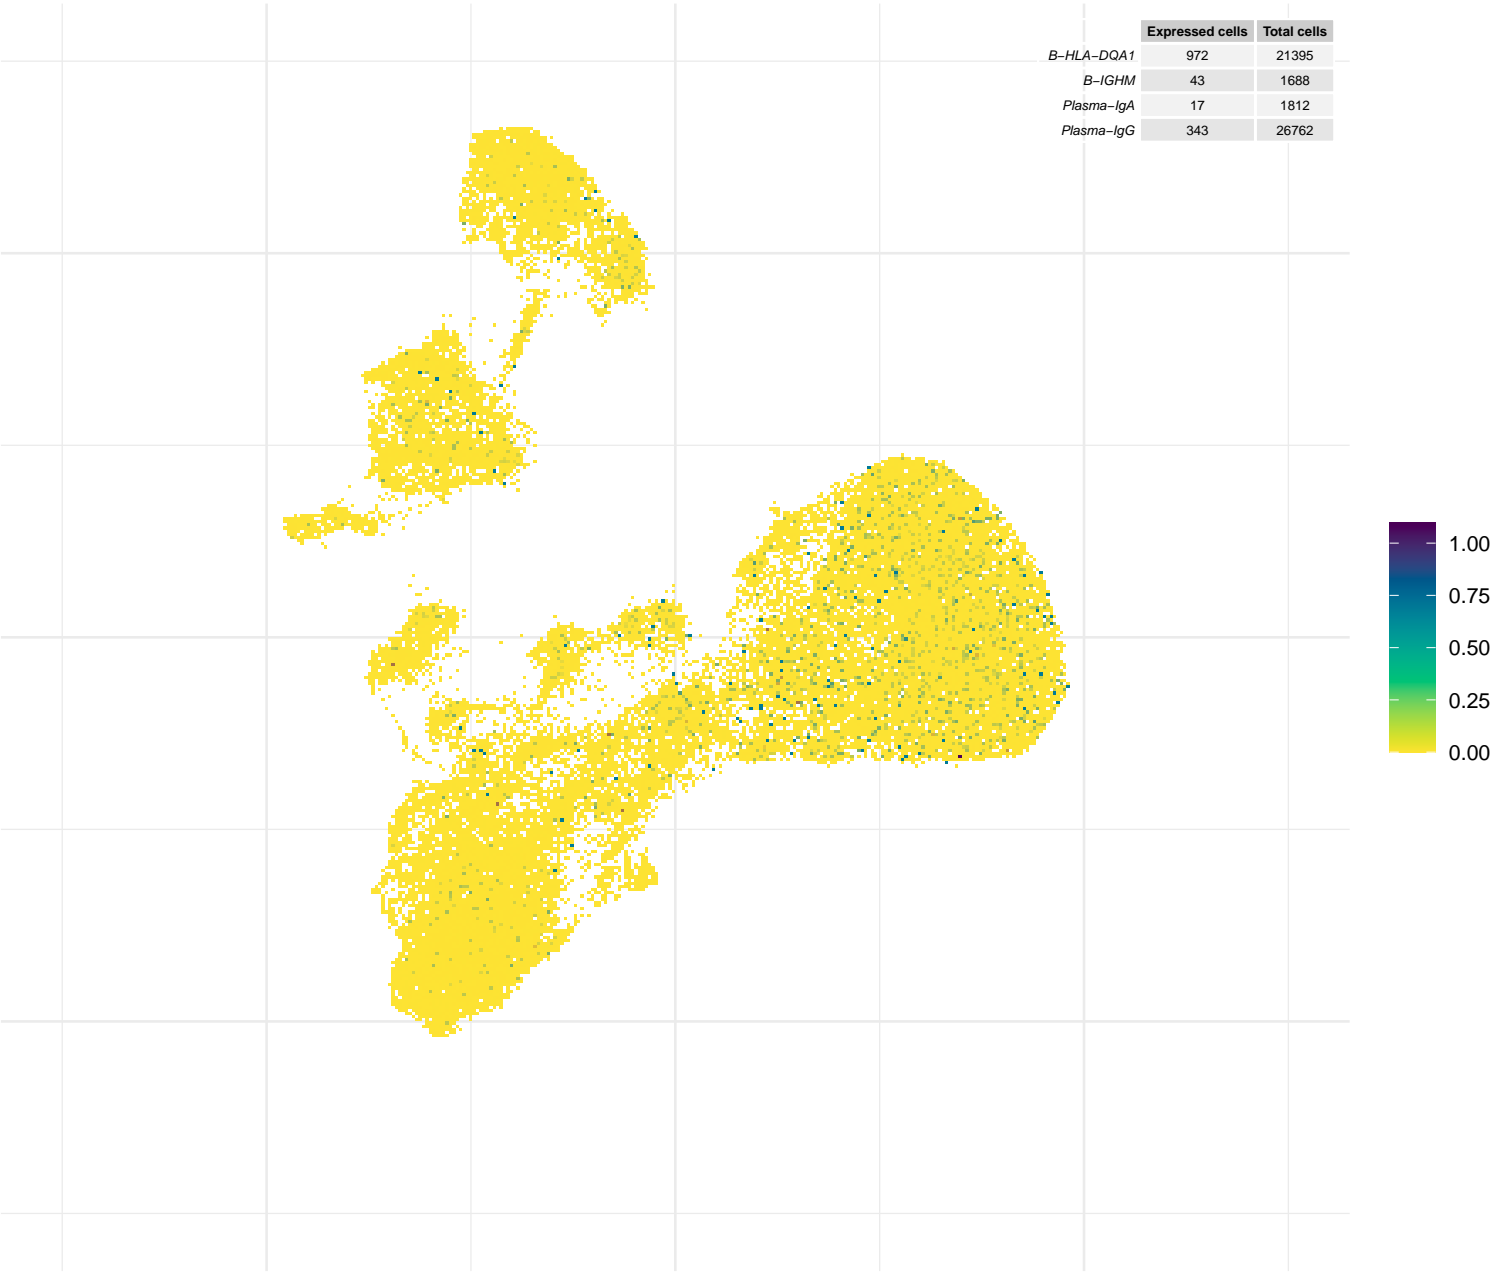 Expressed cells Total cells
B−HLA−DQA1 972 21395
B−IGHM 43 1688
Plasma−IgA 17 1812
Plasma−IgG 343 26762
1.00
0.75
0.50
0.25
0.00